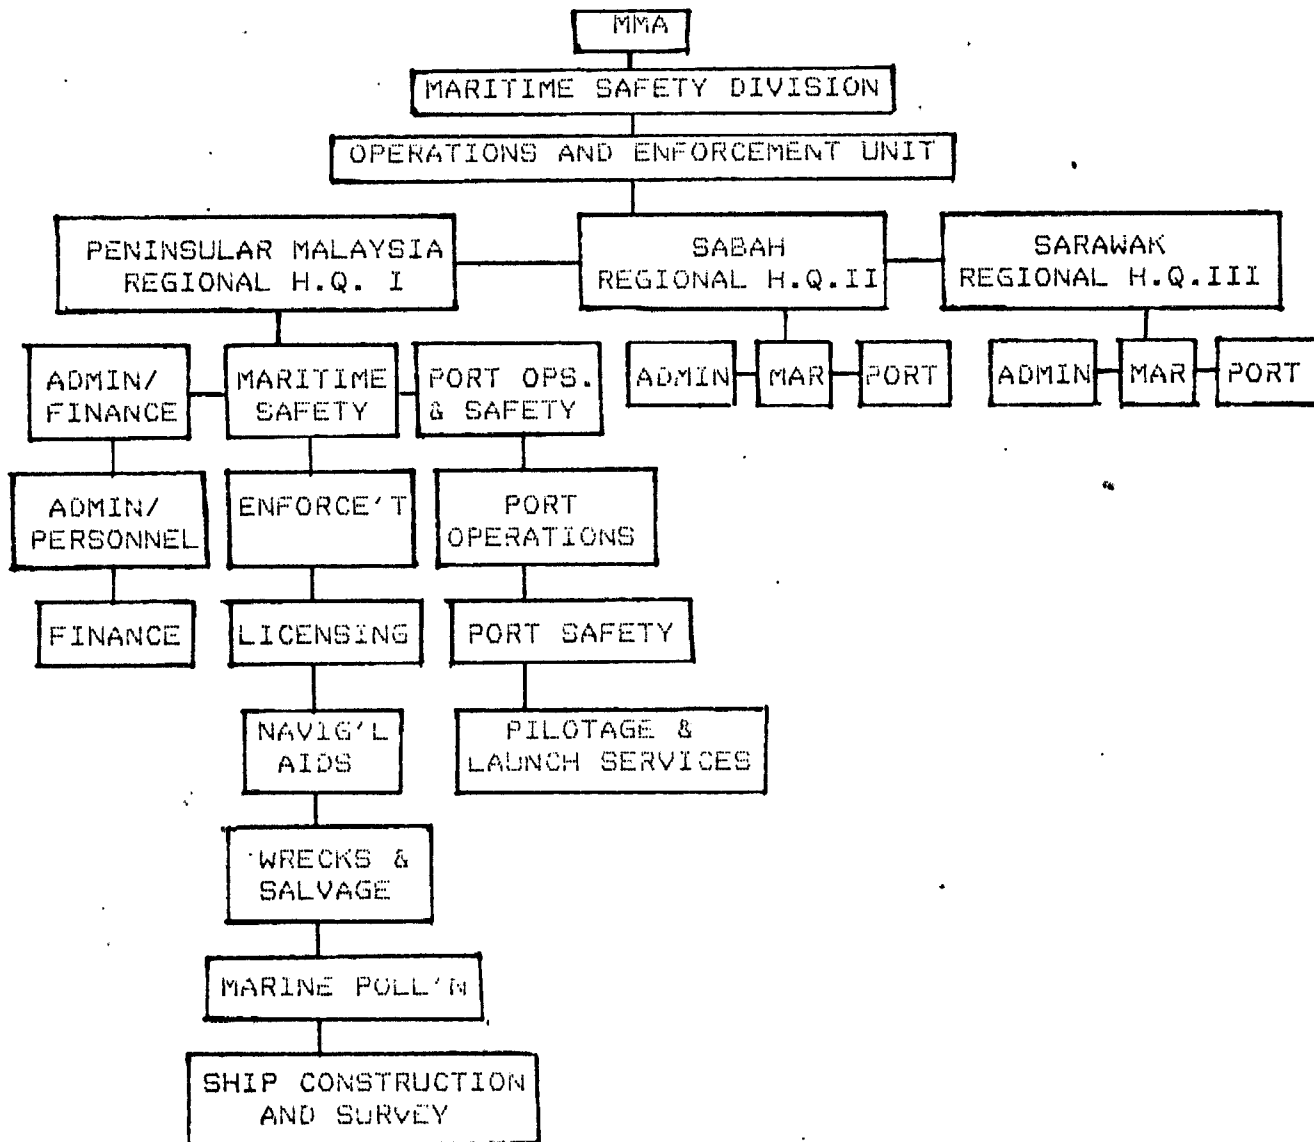 MMA
MARITIME SAFETY DIVISION
OPERATIONS AND ENFORCEMENT UNIT
PENINSULAR MALAYSIA
REGIONAL H.Q. I
SABAH
REGIONAL H.Q.II
SARAWAK
REGIONAL H.Q.III
ADMIN/
FINANCE
MARITIME
SAFETY
PORT OPS.
& SAFETY
ADMIN
MAR
PORT
ADMIN
MAR
PORT
ADMIN/
PERSONNEL
ENFORCE'T
PORT
OPERATIONS
FINANCE
LICENSING
PORT SAFETY
NAVIG'L
AIDS
PILOTAGE &
LAUNCH SERVICES
WRECKS &
SALVAGE
MARINE POLL'N
SHIP CONSTRUCTION
AND SURVEY